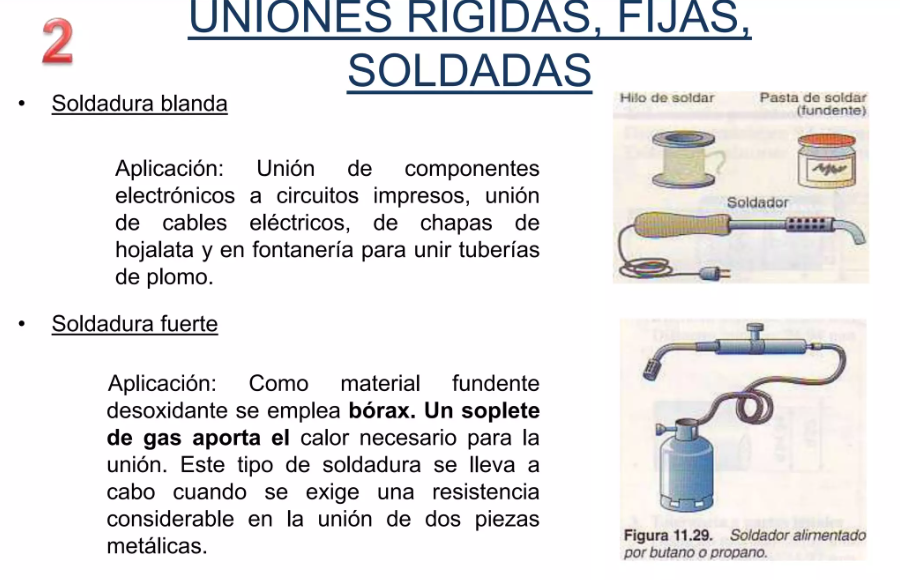 2
UNIONES RÍGIDAS, FIJAS,
SOLDADAS
• Soldadura blanda
Aplicación: Unión de componentes
electrónicos a circuitos impresos, unión
de cables eléctricos, de chapas de
hojalata y en fontanería para unir tuberías
de plomo.
• Soldadura fuerte
Aplicación: Como material fundente
desoxidante se emplea bórax. Un soplete
de gas aporta el calor necesario para la
unión. Este tipo de soldadura se lleva a
cabo cuando se exige una resistencia
considerable en la unión de dos piezas
metálicas.
Hilo de soldar
Pasta de soldar
(fundente)
Soldador
Figura 11.29. Soldador alimentado
por butano o propano.